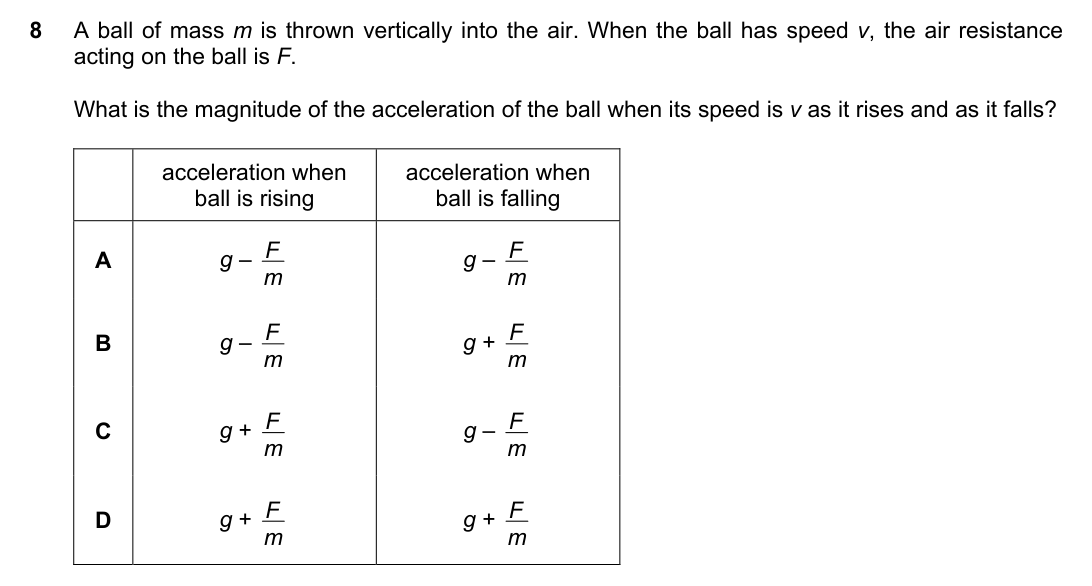 8 A ball of mass m is thrown vertically into the air. When the ball has speed v, the air resistance
acting on the ball is F.
What is the magnitude of the acceleration of the ball when its speed is v as it rises and as it falls?
acceleration when ball is rising
acceleration when ball is falling
A g – F/m g – F/m
B g – F/m g + F/m
C g + F/m g – F/m
D g + F/m g + F/m